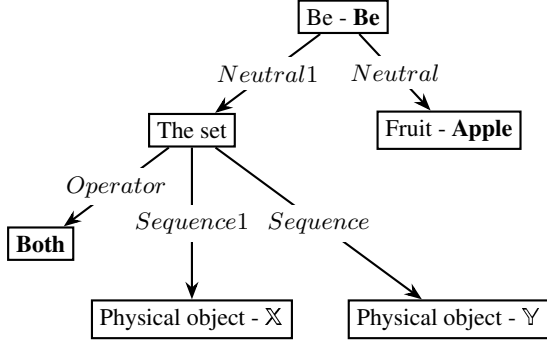 Be - Be
Neutral1 Neutral
The set
Fruit - Apple
Operator
Sequence1 Sequence
Both
Physical object - 𝕏
Physical object - 𝕐